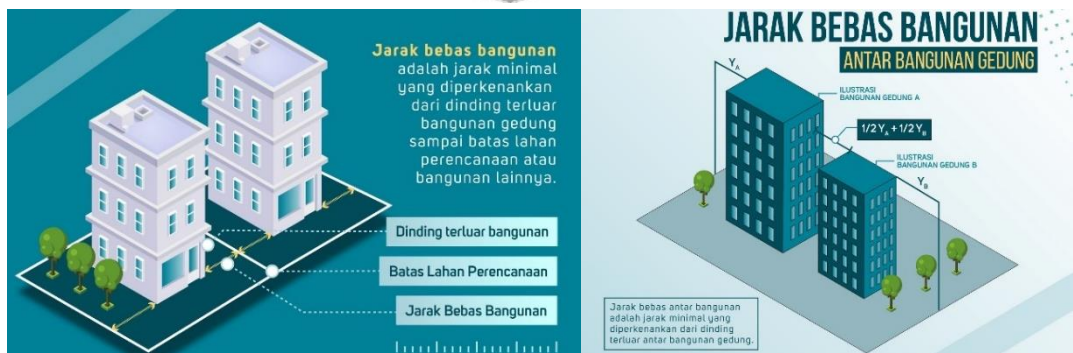 Jarak bebas bangunan
adalah jarak minimal
yang diperkenankan
dari dinding terluar
bangunan gedung
sampai batas lahan
perencanaan atau
bangunan lainnya.
Dinding terluar bangunan
Batas Lahan Perencanaan
Jarak Bebas Bangunan
JARAK BEBAS BANGUNAN
ANTAR BANGUNAN GEDUNG
YA
ILUSTRASI
BANGUNAN GEDUNG A
1/2 YA + 1/2 YB
ILUSTRASI
BANGUNAN GEDUNG B
YB
Jarak bebas antar bangunan
adalah jarak minimal yang
diperkenankan dari dinding
terluar antar bangunan gedung.